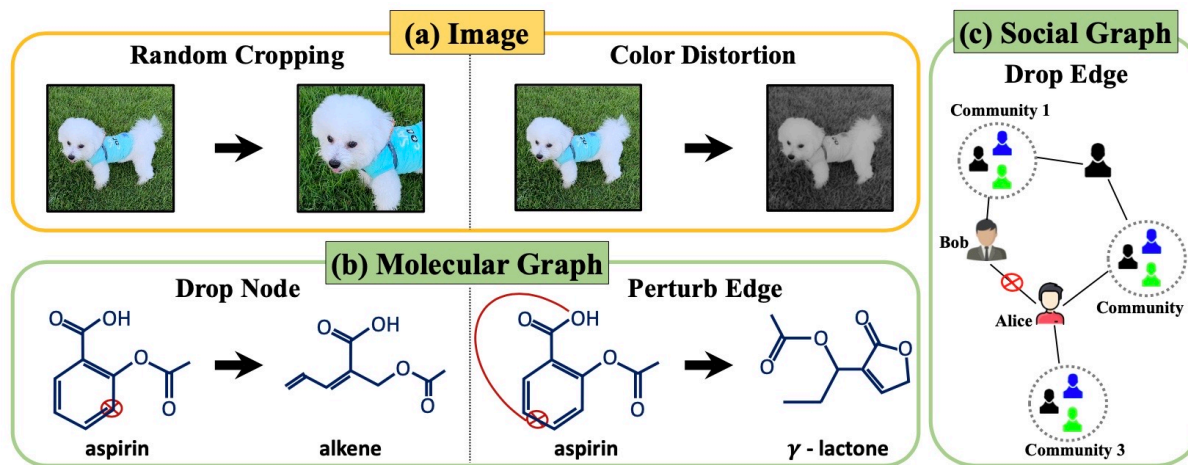 (a) Image
Random Cropping
Color Distortion
(b) Molecular Graph
Drop Node
OH
O
O
O
aspirin
OH
O
O
O
alkene
Perturb Edge
OH
O
O
O
aspirin
O
O
O
O
γ - lactone
(c) Social Graph
Drop Edge
Community 1
Bob
Community
Alice
Community 3